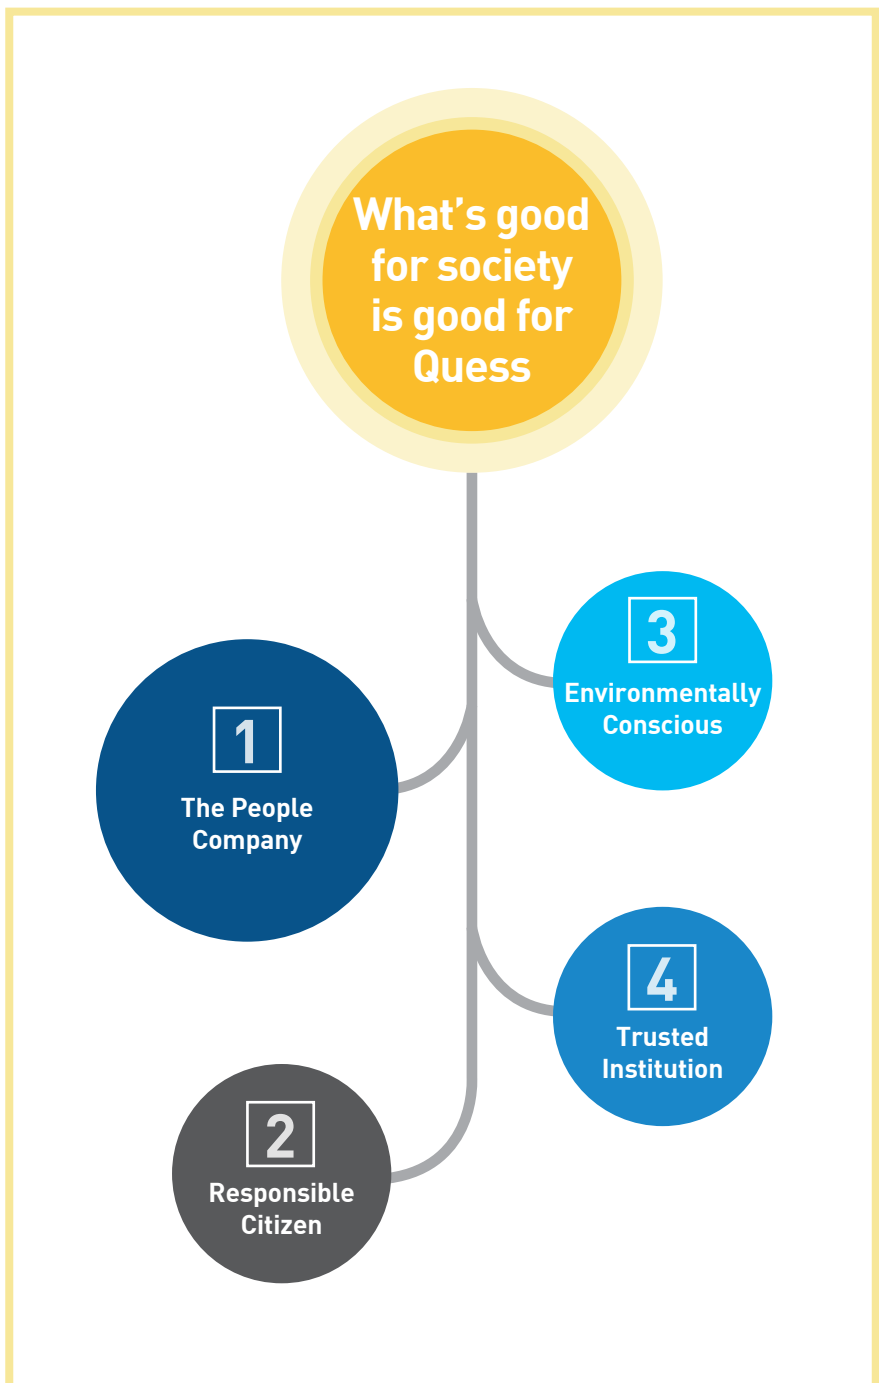 What's good
for society
is good for
Quess
1
The People
Company
2
Responsible
Citizen
3
Environmentally
Conscious
4
Trusted
Institution